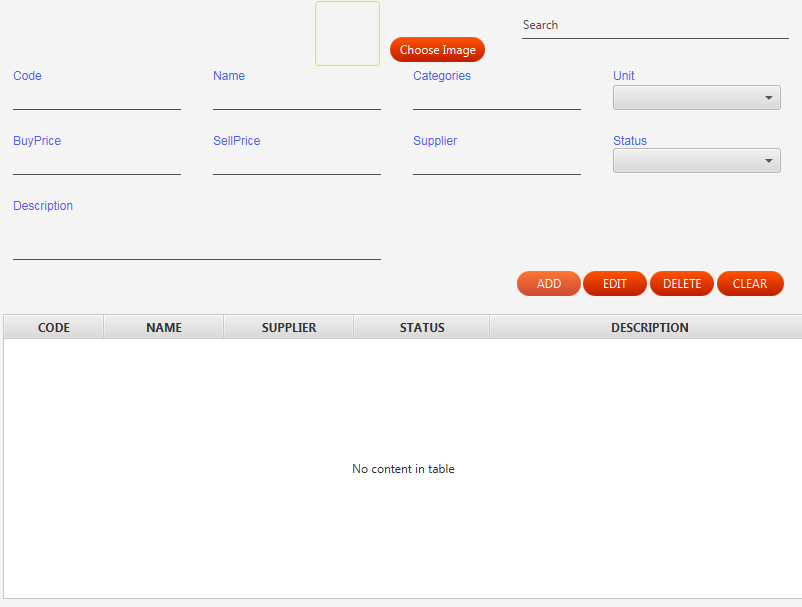 Search
Choose Image
Code Name Categories Unit
BuyPrice SellPrice Supplier Status
Description
ADD EDIT DELETE CLEAR
CODE NAME SUPPLIER STATUS DESCRIPTION
No content in table